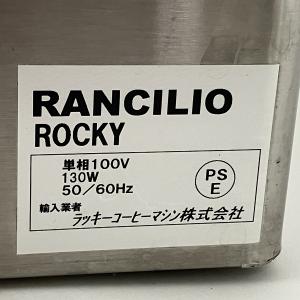 RANCILIO
ROCKY
単相100V
130W
50/60Hz
PS
E
輸入業者
ラッキーコーヒーマシン株式会社